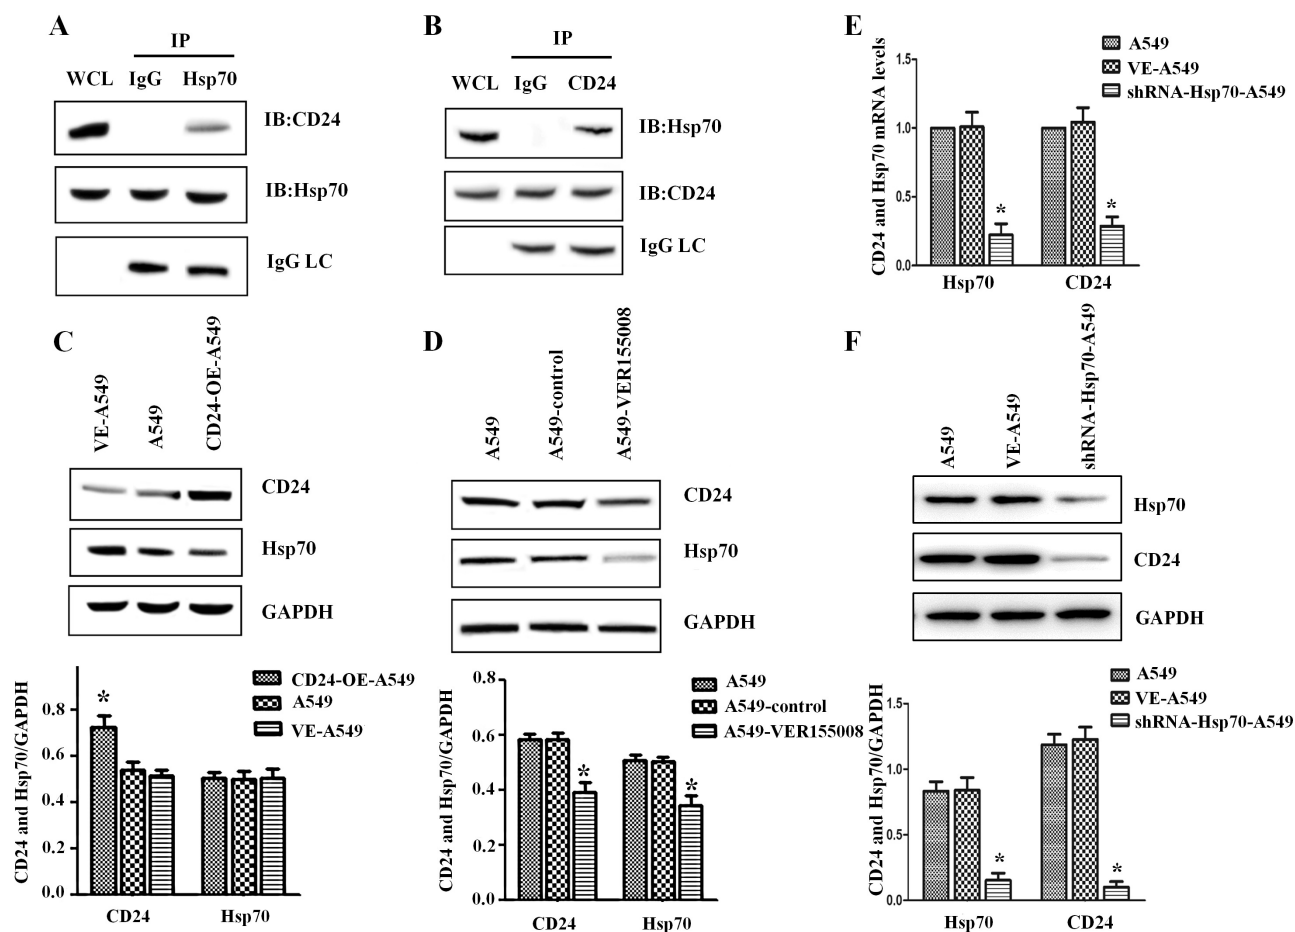 A
IP
WCL IgG Hsp70
IB:CD24
IB:Hsp70
IgG LC
B
IP
WCL IgG CD24
IB:Hsp70
IB:CD24
IgG LC
E
CD24 and Hsp70 mRNA levels
1.5
1.0
0.5
0.0
A549
VE-A549
shRNA-Hsp70-A549
*
*
Hsp70 CD24
C
VE-A549
A549
CD24-OE-A549
CD24
Hsp70
GAPDH
CD24 and Hsp70/GAPDH
0.8
0.6
0.4
0.2
0.0
*
CD24-OE-A549
A549
VE-A549
CD24 Hsp70
D
A549
A549-control
A549-VER155008
CD24
Hsp70
GAPDH
CD24 and Hsp70/GAPDH
0.8
0.6
0.4
0.2
0.0
A549
A549-control
A549-VER155008
*
*
CD24 Hsp70
F
A549
VE-A549
shRNA-Hsp70-A549
Hsp70
CD24
GAPDH
CD24 and Hsp70/GAPDH
1.5
1.0
0.5
0.0
A549
VE-A549
shRNA-Hsp70-A549
*
*
Hsp70 CD24